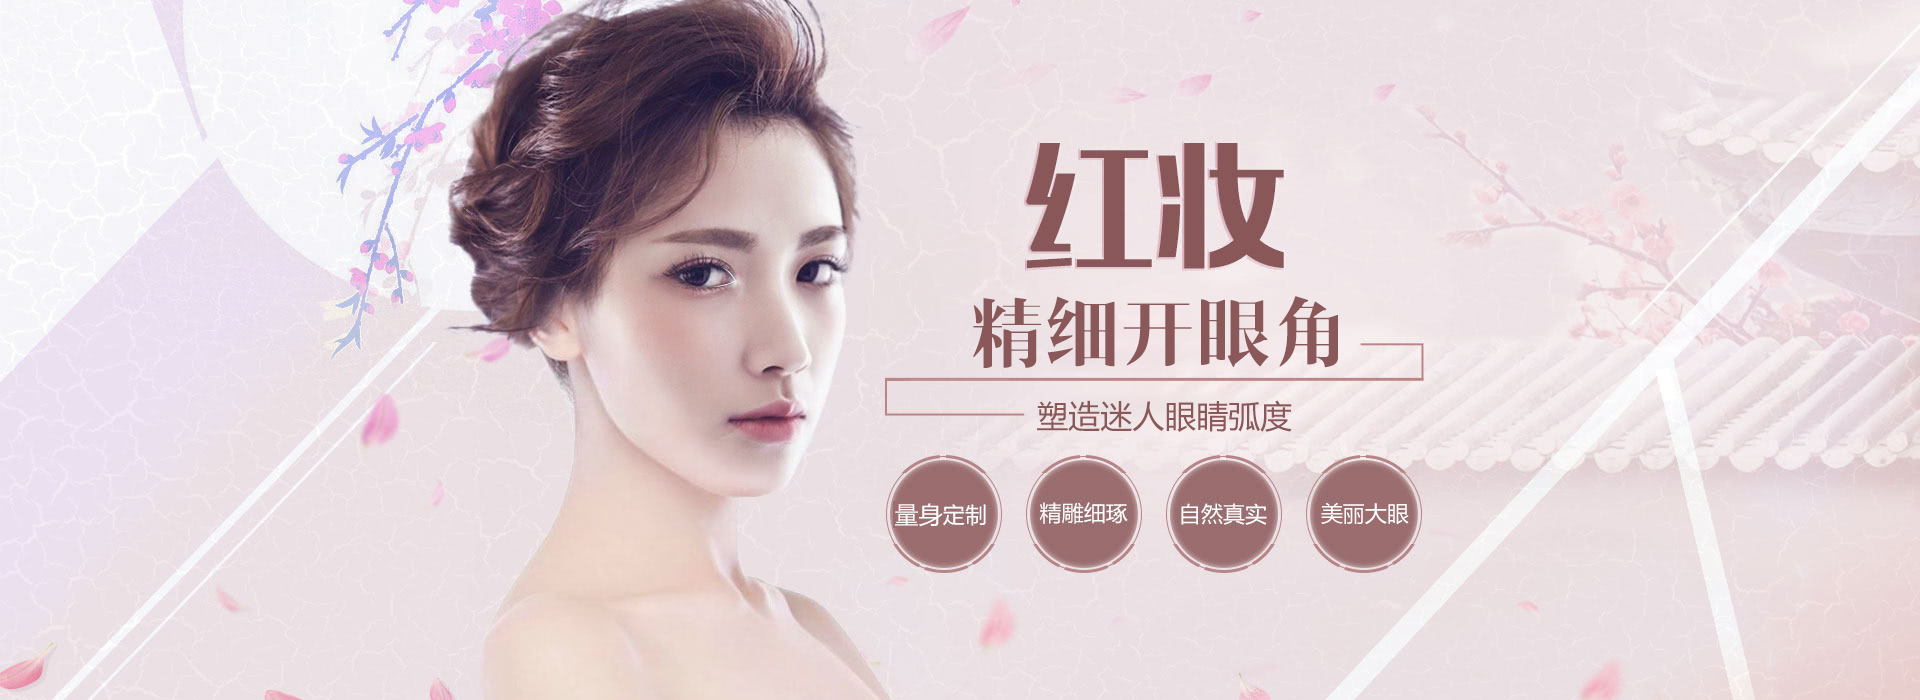 红妆
精细开眼角
塑造迷人眼睛弧度
量身定制
精雕细琢
自然真实
美丽大眼